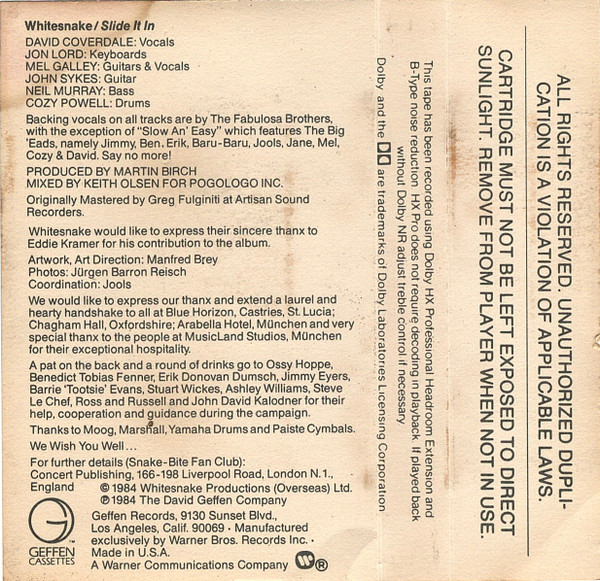 Whitesnake/Slide It In
DAVID COVERDALE: Vocals
JON LORD: Keyboards
MEL GALLEY: Guitars & Vocals
JOHN SYKES: Guitar
NEIL MURRAY: Bass
COZY POWELL: Drums
Backing vocals on all tracks are by The Fabulosa Brothers,
with the exception of "Slow An' Easy" which features The Big
'Eads, namely Jimmy, Ben, Erik, Baru-Baru, Jools, Jane, Mel,
Cozy & David. Say no more!
PRODUCED BY MARTIN BIRCH
MIXED BY KEITH OLSEN FOR POGOLOGO INC.
Originally Mastered by Greg Fulginiti at Artisan Sound
Recorders.
Whitesnake would like to express their sincere thanx to
Eddie Kramer for his contribution to the album.
Artwork, Art Direction: Manfred Brey
Photos: Jürgen Barron Reisch
Coordination: Jools
We would like to express our thanx and extend a laurel and
hearty handshake to all at Blue Horizon, Castries, St. Lucia;
Chagham Hall, Oxfordshire; Arabella Hotel, München and very
special thanx to the people at MusicLand Studios, München
for their exceptional hospitality.
A pat on the back and a round of drinks go to Ossy Hoppe,
Benedict Tobias Fenner, Erik Donovan Dumsch, Jimmy Eyers,
Barrie 'Tootsie' Evans, Stuart Wickes, Ashley Williams, Steve
Le Chef, Ross and Russell and John David Kalodner for their
help, cooperation and guidance during the campaign.
Thanks to Moog, Marshall, Yamaha Drums and Paiste Cymbals.
We Wish You Well...
For further details (Snake-Bite Fan Club):
Concert Publishing, 166-198 Liverpool Road, London N.1.,
England © 1984 Whitesnake Productions (Overseas) Ltd.
℗ 1984 The David Geffen Company
Geffen Records, 9130 Sunset Blvd.,
Los Angeles, Calif. 90069 · Manufactured
exclusively by Warner Bros. Records Inc. ·
Made in U.S.A.
A Warner Communications Company ®
GEFFEN
CASSETTES
This tape has been recorded using Dolby HX Professional Headroom Extension and
B-Type noise reduction HX Pro does not require decoding in playback If played back
without Dolby NR adjust treble control if necessary
Dolby and the are trademarks of Dolby Laboratories Licensing Corporation
ALL RIGHTS RESERVED. UNAUTHORIZED DUPLI-
CATION IS A VIOLATION OF APPLICABLE LAWS.
CARTRIDGE MUST NOT BE LEFT EXPOSED TO DIRECT
SUNLIGHT. REMOVE FROM PLAYER WHEN NOT IN USE.